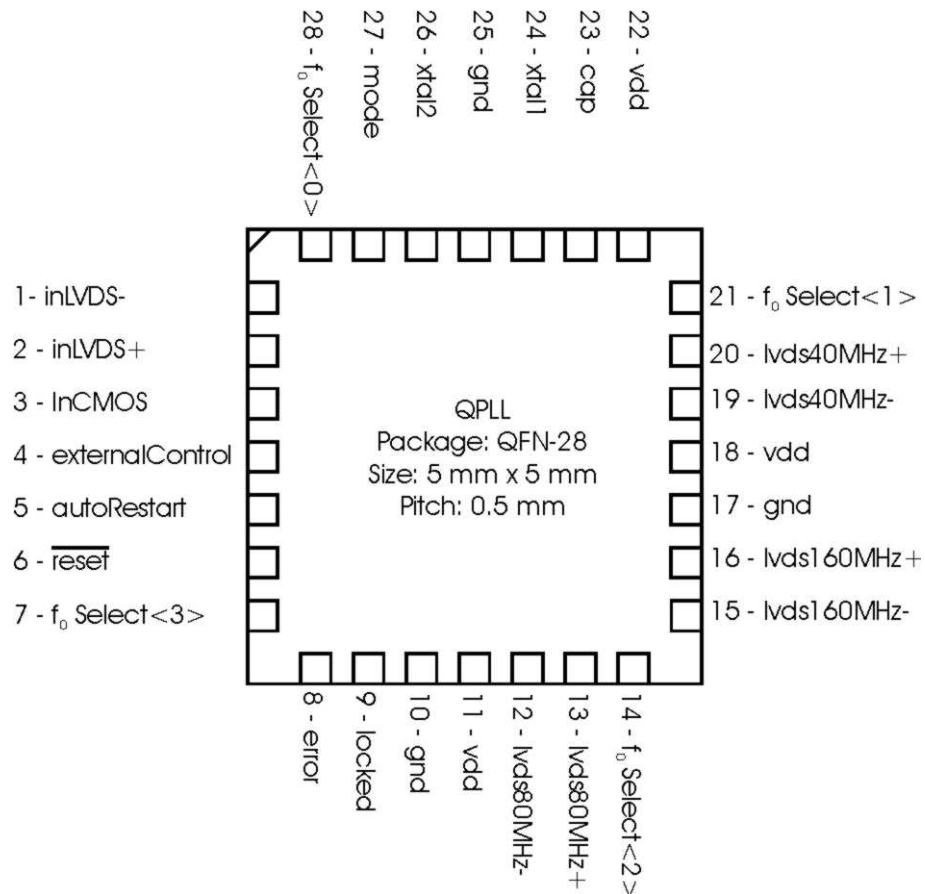 28 - f₀ Select<0>
27 - mode
26 - xtal2
25 - gnd
24 - xtal1
23 - cap
22 - vdd
1- inLVDS-
2 - inLVDS+
3 - InCMOS
4 - externalControl
5 - autoRestart
6 - r̅e̅s̅e̅t̅
7 - f₀ Select<3>
QPLL
Package: QFN-28
Size: 5 mm x 5 mm
Pitch: 0.5 mm
21 - f₀ Select<1>
20 - lvds40MHz+
19 - lvds40MHz-
18 - vdd
17 - gnd
16 - lvds160MHz+
15 - lvds160MHz-
8 - error
9 - locked
10 - gnd
11 - vdd
12 - lvds80MHz-
13 - lvds80MHz+
14 - f₀ Select<2>